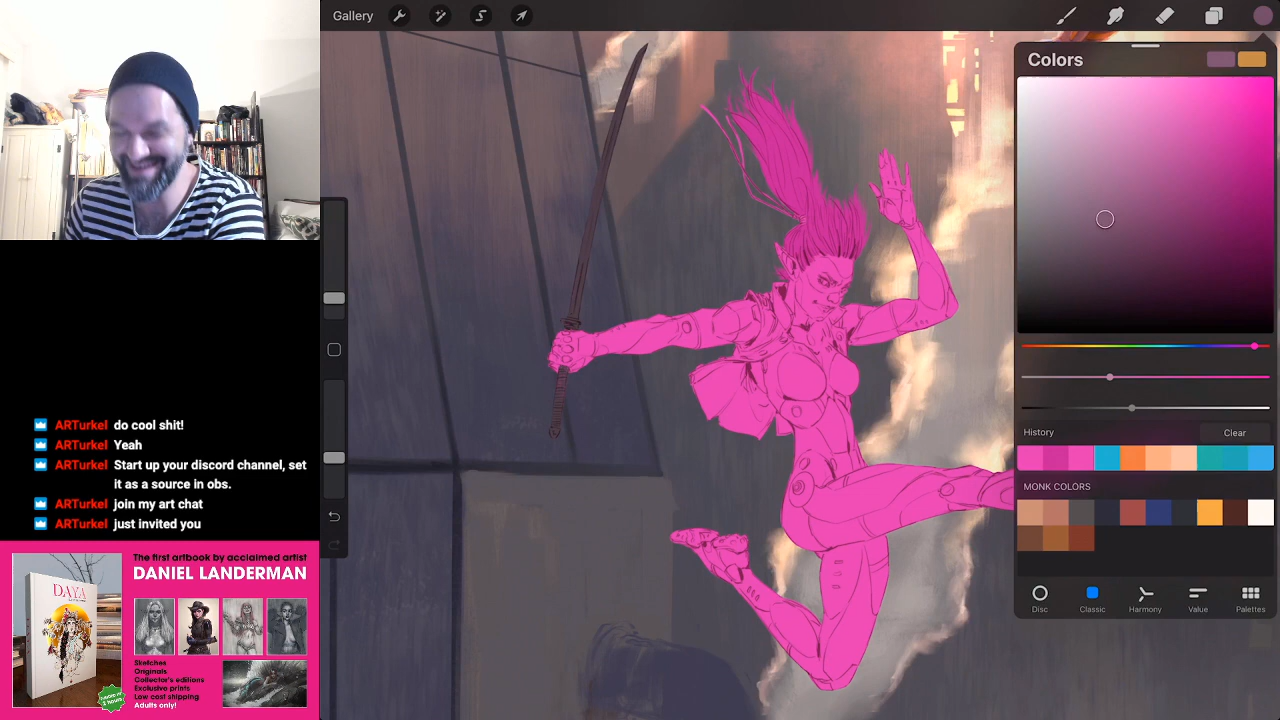 Gallery
Colors
ARTurkel do cool shit!
ARTurkel Yeah
ARTurkel Start up your discord channel, set
it as a source in obs.
ARTurkel join my art chat
ARTurkel just invited you
History
Clear
MONK COLORS
Disc
Classic
Harmony
Value
Palettes
The first artbook by acclaimed artist
DANIEL LANDERMAN
DAYA
Sketches
Originals
Collector's editions
Exclusive prints
Low cost shipping
Adults only!